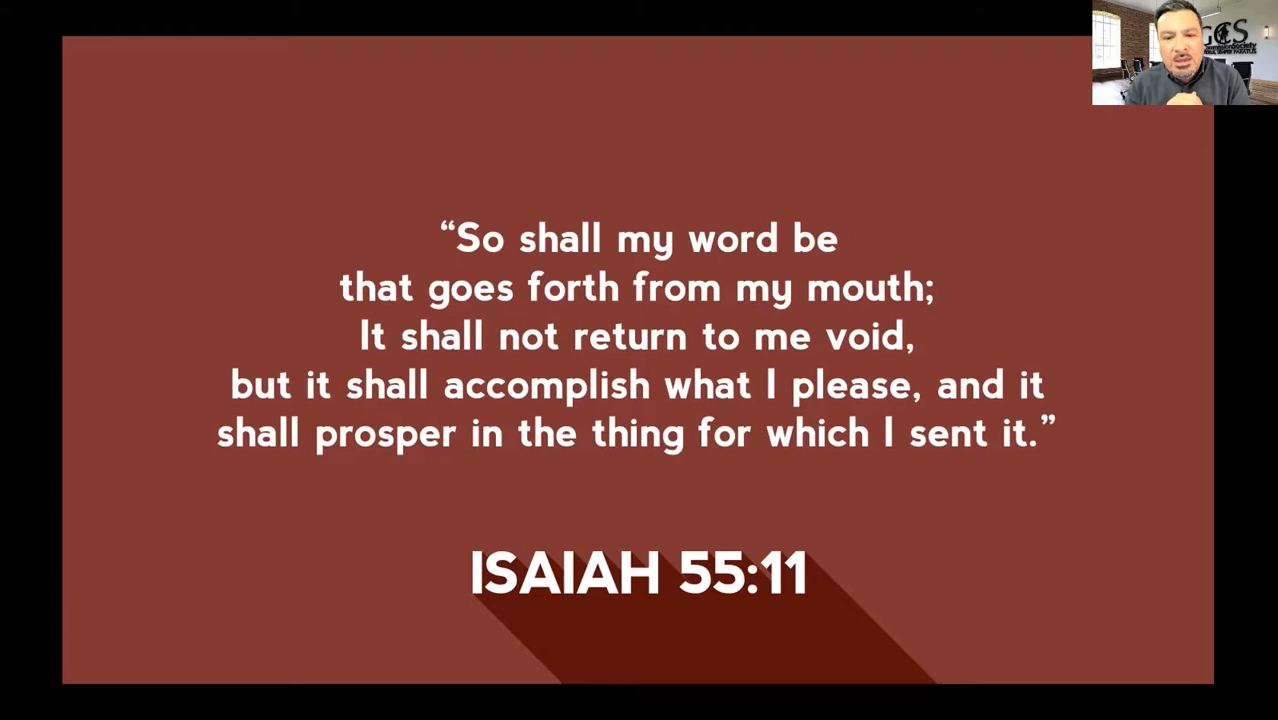 GCS
“So shall my word be
that goes forth from my mouth;
It shall not return to me void,
but it shall accomplish what I please, and it
shall prosper in the thing for which I sent it.”
ISAIAH 55:11